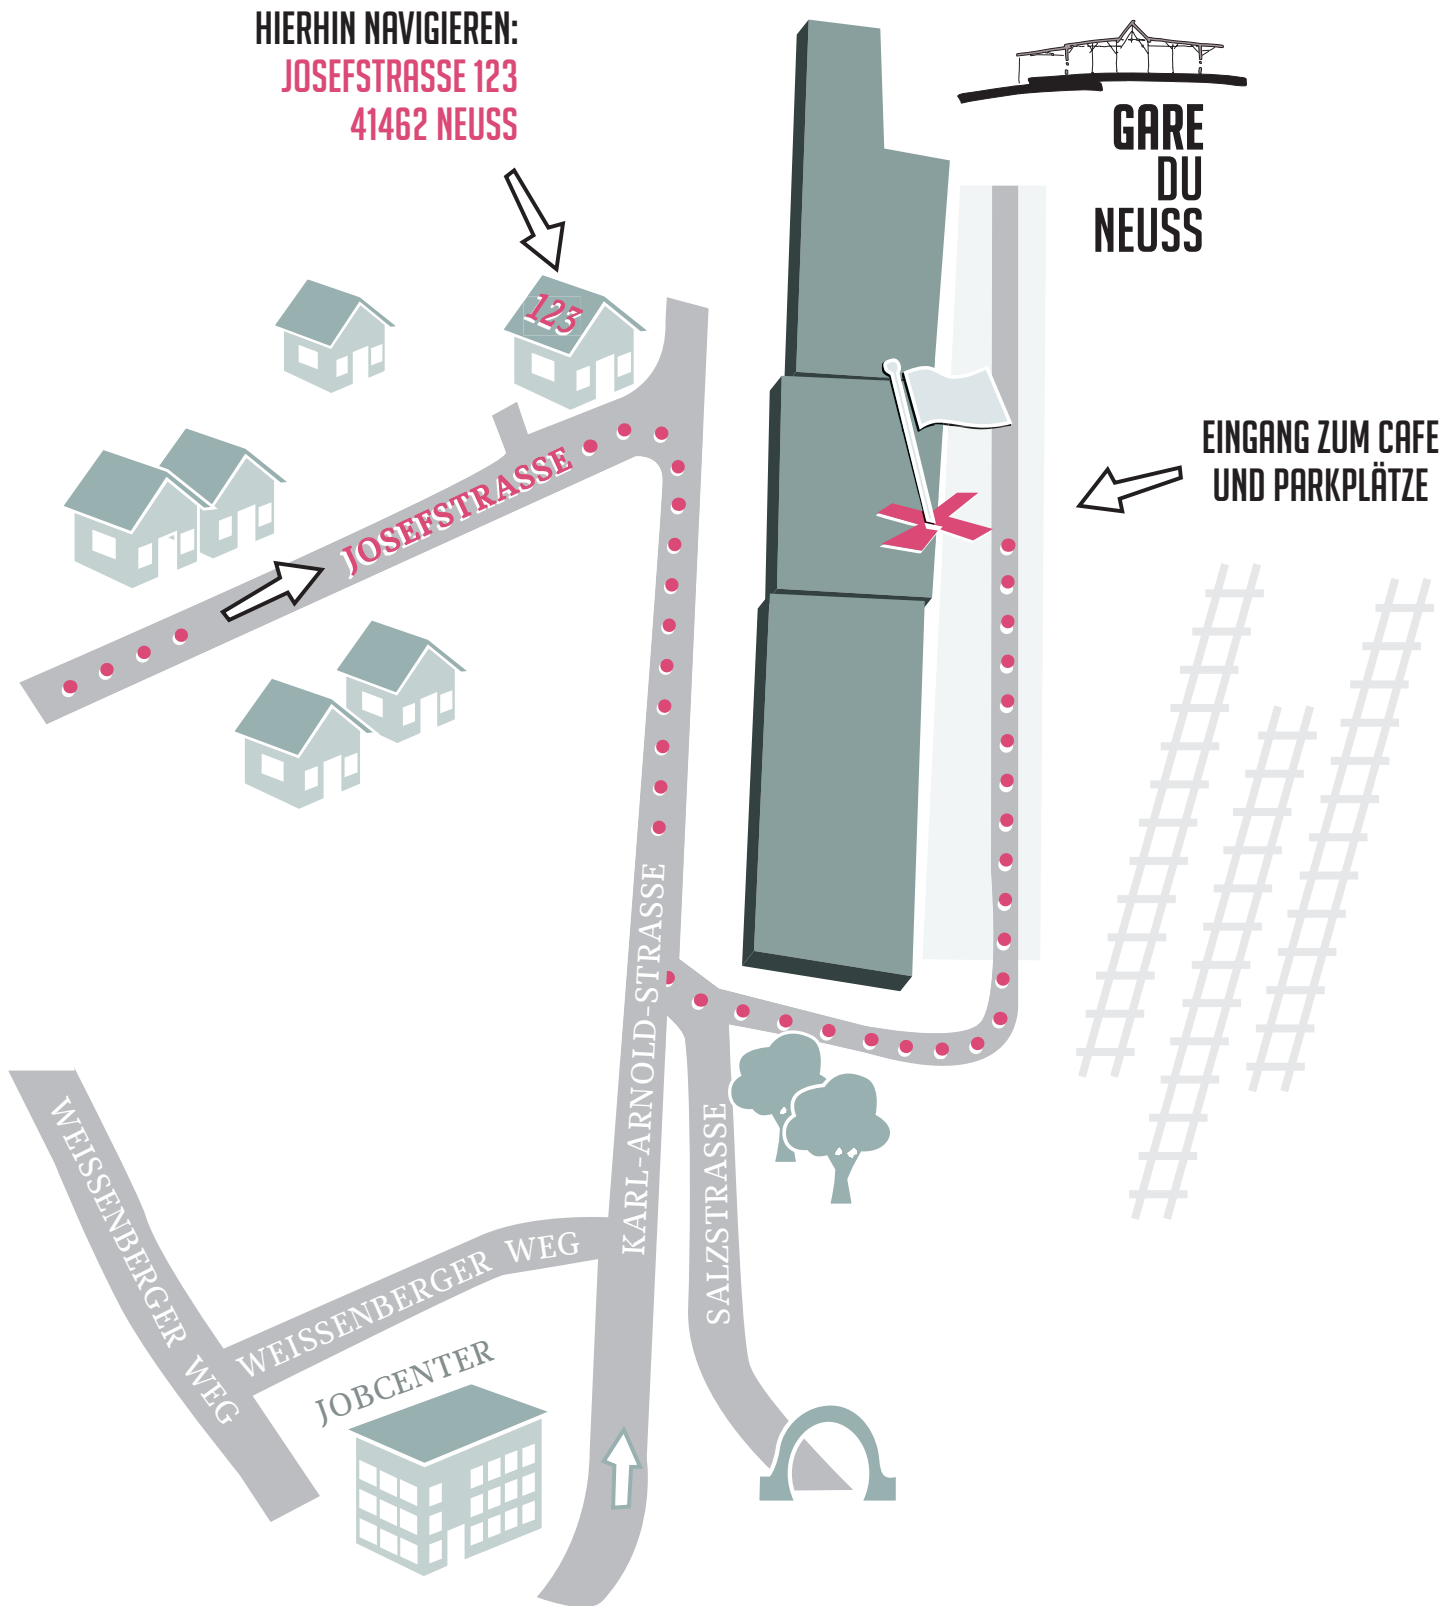 HIERHIN NAVIGIEREN:
JOSEFSTRASSE 123
41462 NEUSS
GARE
DU
NEUSS
123
EINGANG ZUM CAFE
UND PARKPLÄTZE
JOSEFSTRASSE
KARL-ARNOLD-STRASSE
SALZSTRASSE
WEISSENBERGER WEG
WEISSENBERGER WEG
JOBCENTER